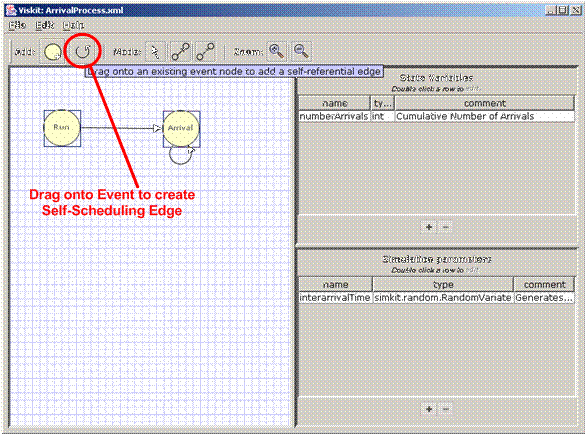 Viskit: ArrivalProcess.xml
File Edit Help
Add: Mode: Zoom:
Drag onto an existing event node to add a self-referential edge
Run
Arrival
Drag onto Event to create
Self-Scheduling Edge
State Variables
Double click a row to edit.
name ty... comment
numberArrivals int Cumulative Number of Arrivals
+ −
Simulation parameters
Double click a row to edit.
name type comment
interarrivalTime simkit.random.RandomVariate Generates...
+ −